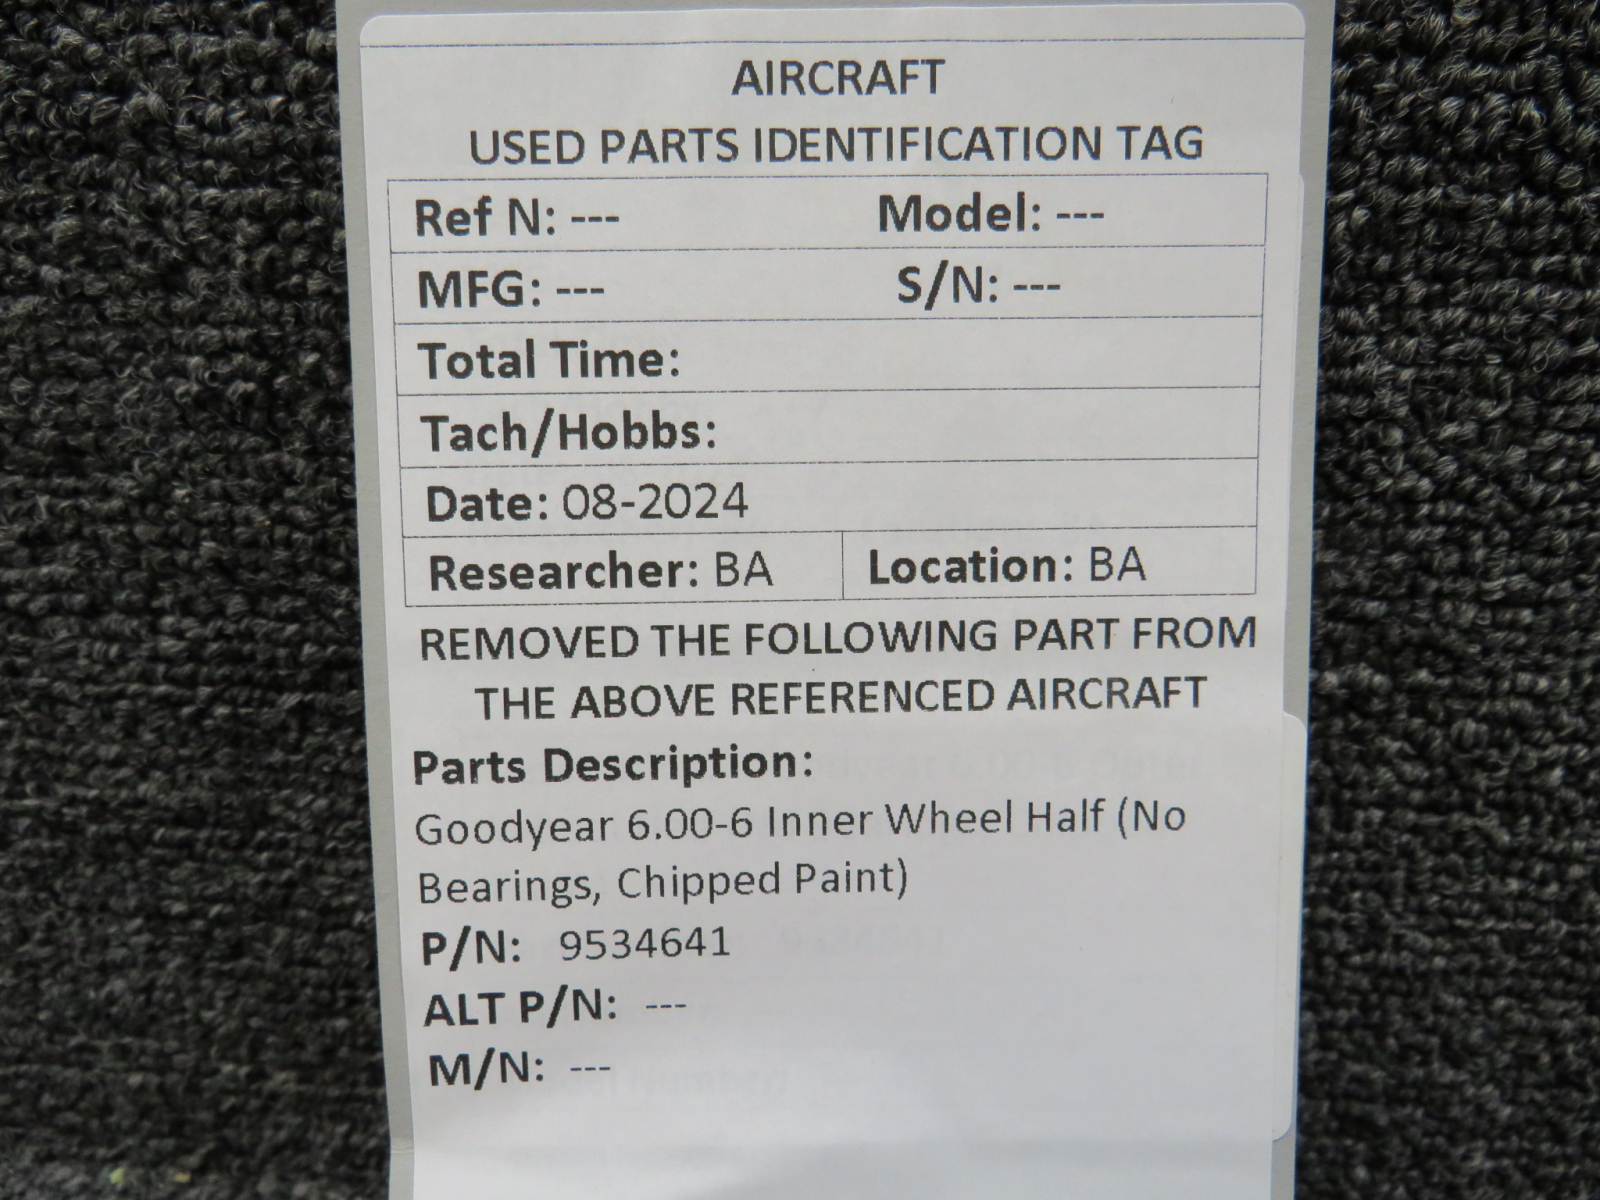 AIRCRAFT
USED PARTS IDENTIFICATION TAG
Ref N: --- Model: ---
MFG: --- S/N: ---
Total Time:
Tach/Hobbs:
Date: 08-2024
Researcher: BA Location: BA
REMOVED THE FOLLOWING PART FROM
THE ABOVE REFERENCED AIRCRAFT
Parts Description:
Goodyear 6.00-6 Inner Wheel Half (No
Bearings, Chipped Paint)
P/N: 9534641
ALT P/N: ---
M/N: ---